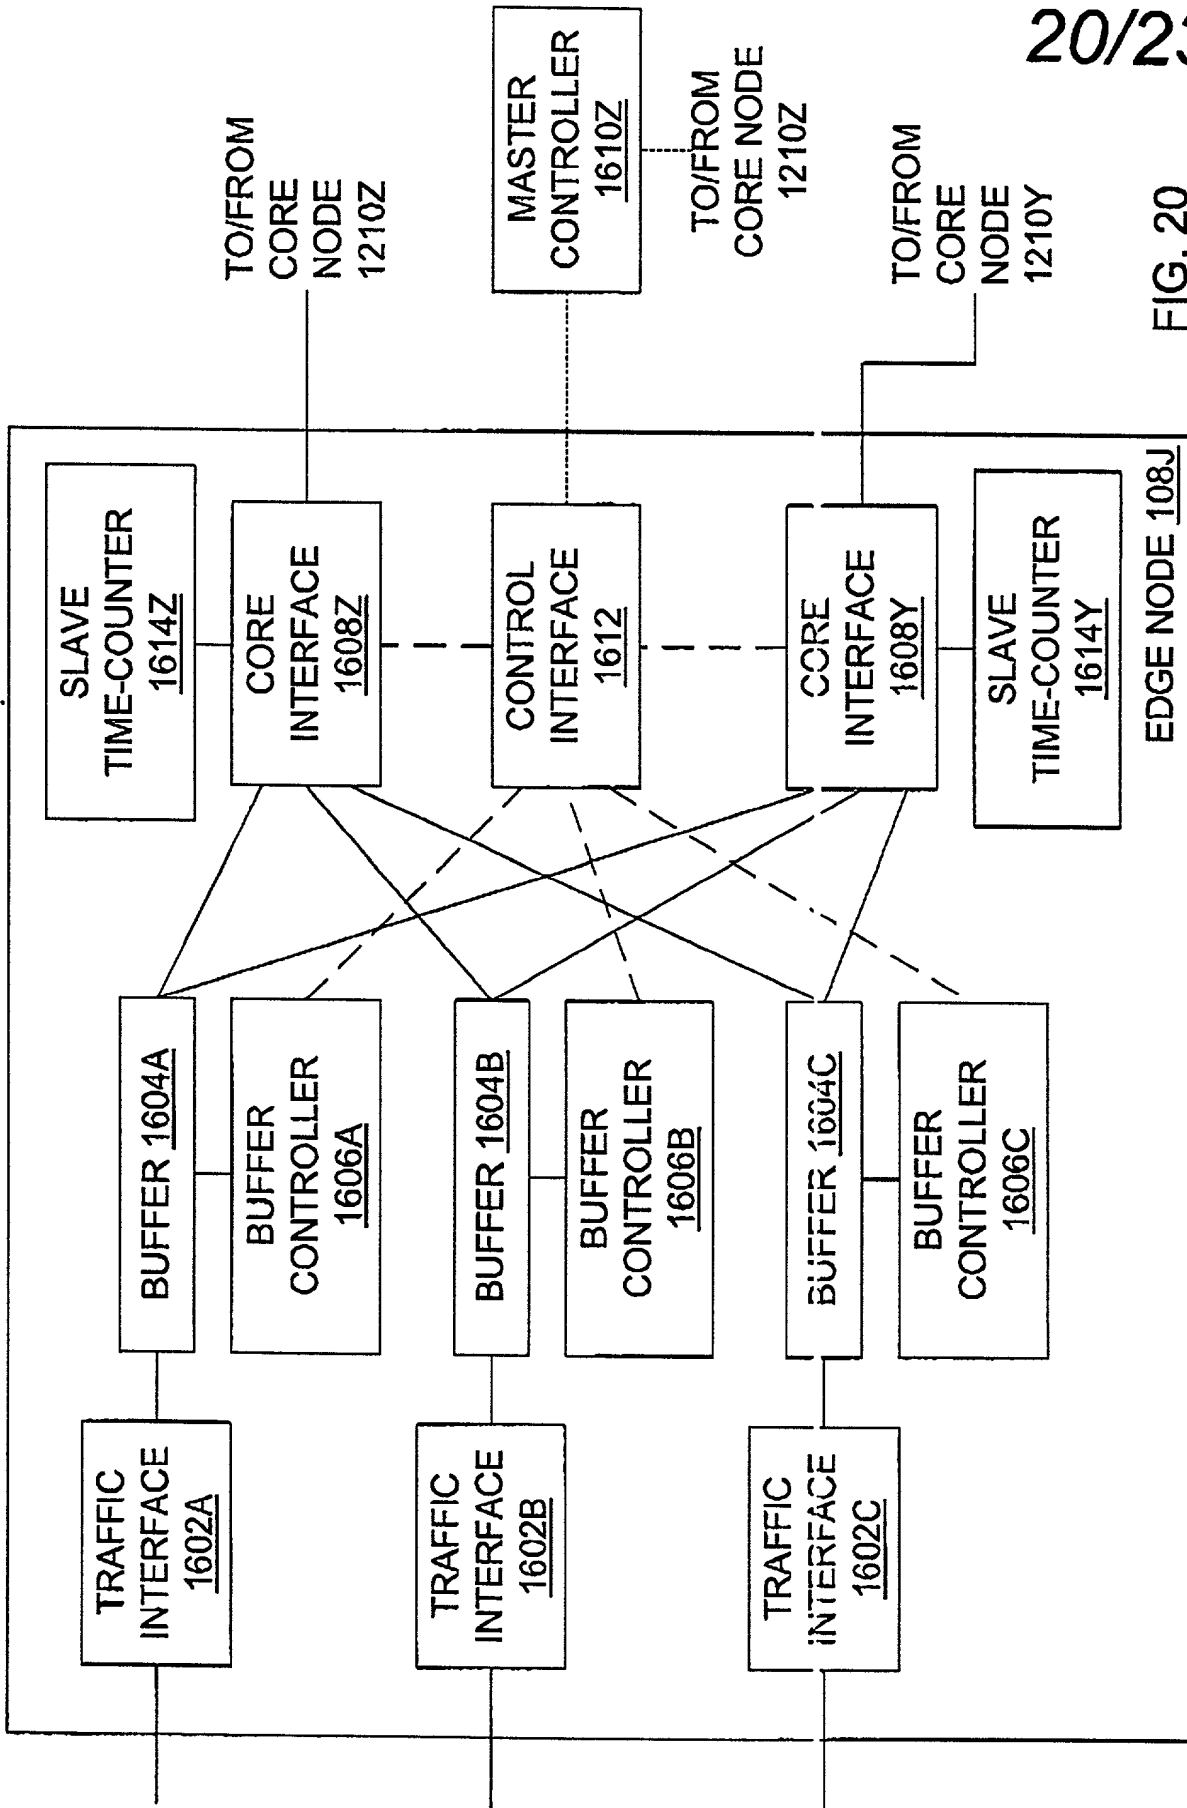 20/23
TRAFFIC
INTERFACE
1602A
BUFFER 1604A
BUFFER
CONTROLLER
1606A
SLAVE
TIME-COUNTER
1614Z
CORE
INTERFACE
1608Z
TO/FROM
CORE
NODE
1210Z
TRAFFIC
INTERFACE
1602B
BUFFER 1604B
BUFFER
CONTROLLER
1606B
CONTROL
INTERFACE
1612
MASTER
CONTROLLER
1610Z
TO/FROM
CORE NODE
1210Z
TRAFFIC
INTERFACE
1602C
BUFFER 1604C
BUFFER
CONTROLLER
1606C
CORE
INTERFACE
1608Y
SLAVE
TIME-COUNTER
1614Y
TO/FROM
CORE
NODE
1210Y
EDGE NODE 108J
FIG. 20